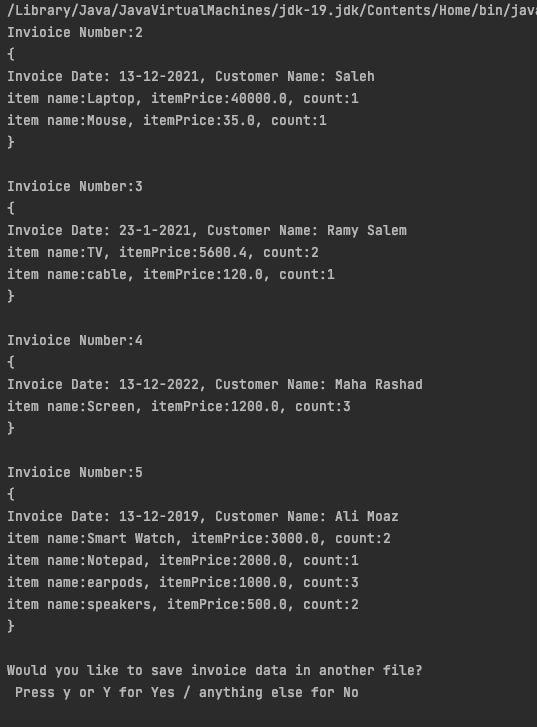 /Library/Java/JavaVirtualMachines/jdk-19.jdk/Contents/Home/bin/java
Invioice Number:2
{
Invoice Date: 13-12-2021, Customer Name: Saleh
item name:Laptop, itemPrice:40000.0, count:1
item name:Mouse, itemPrice:35.0, count:1
}
Invioice Number:3
{
Invoice Date: 23-1-2021, Customer Name: Ramy Salem
item name:TV, itemPrice:5600.4, count:2
item name:cable, itemPrice:120.0, count:1
}
Invioice Number:4
{
Invoice Date: 13-12-2022, Customer Name: Maha Rashad
item name:Screen, itemPrice:1200.0, count:3
}
Invioice Number:5
{
Invoice Date: 13-12-2019, Customer Name: Ali Moaz
item name:Smart Watch, itemPrice:3000.0, count:2
item name:Notepad, itemPrice:2000.0, count:1
item name:earpods, itemPrice:1000.0, count:3
item name:speakers, itemPrice:500.0, count:2
}
Would you like to save invoice data in another file?
Press y or Y for Yes / anything else for No